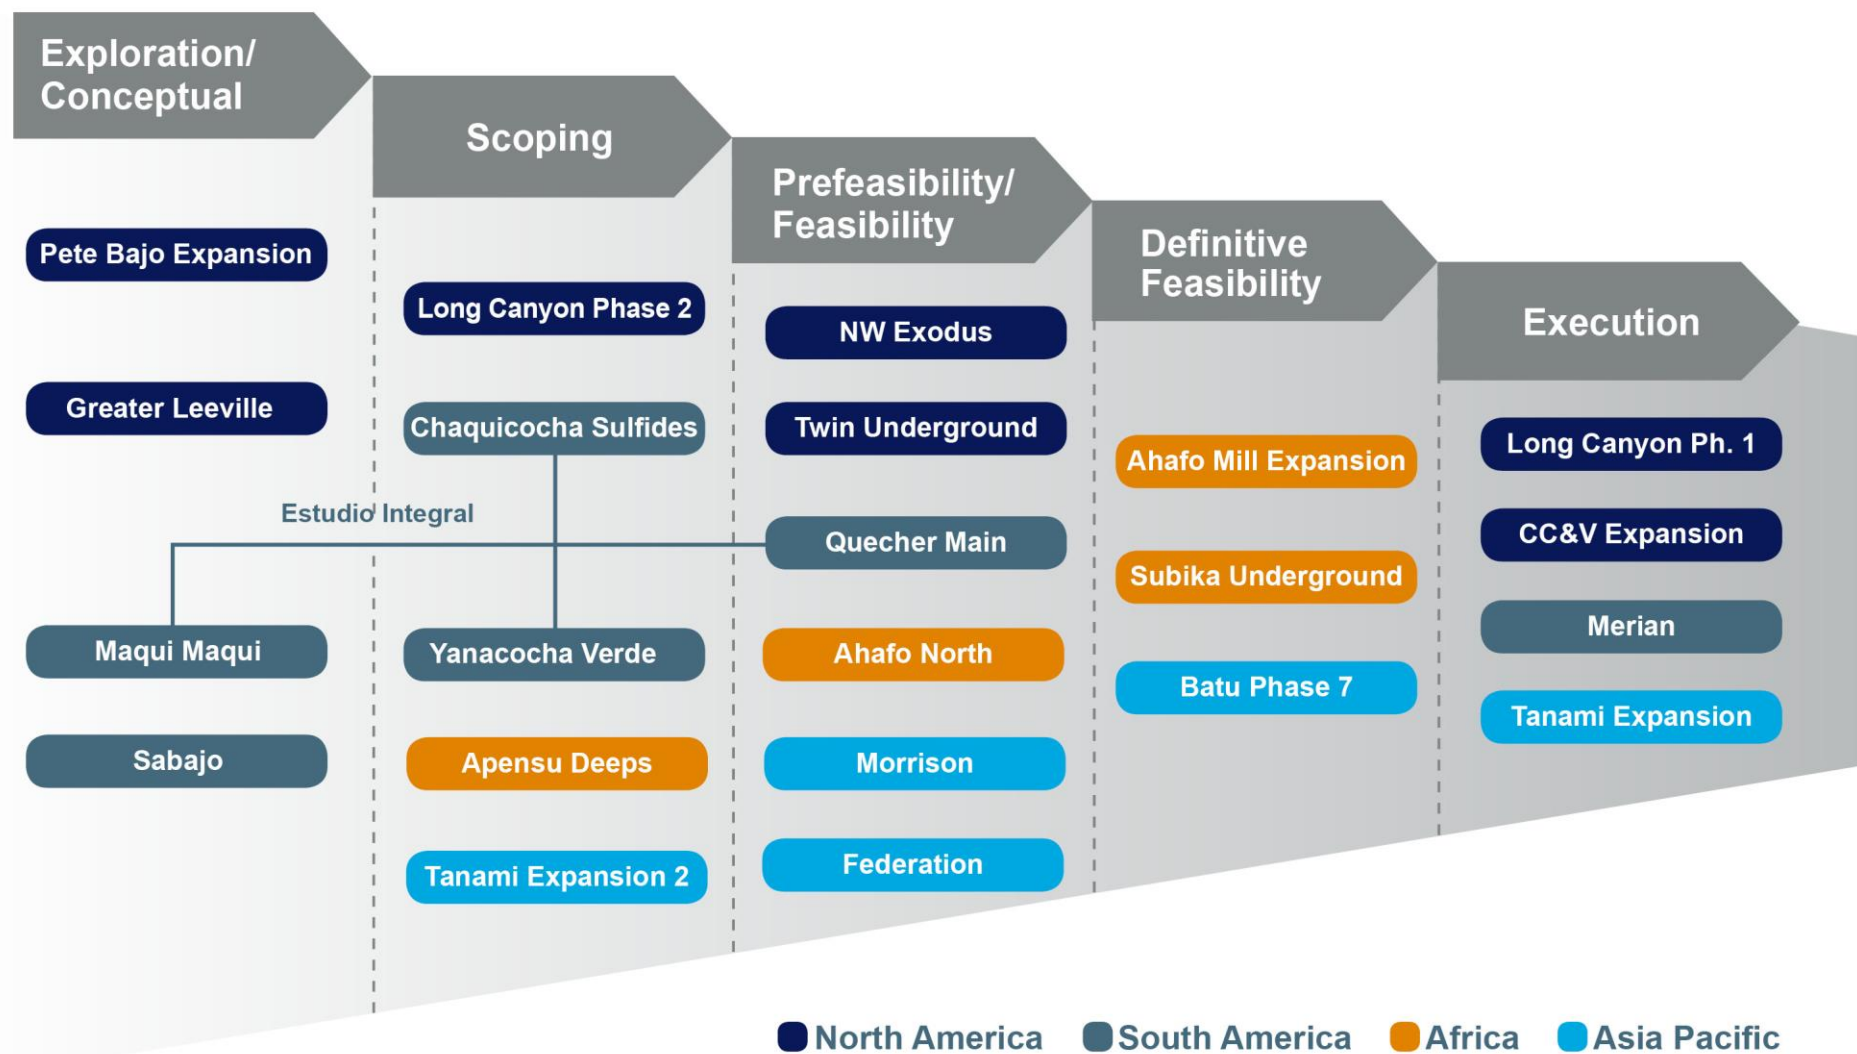 Exploration/
Conceptual
Scoping
Prefeasibility/
Feasibility
Definitive
Feasibility
Execution
Pete Bajo Expansion
Greater Leeville
Maqui Maqui
Sabajo
Estudio Integral
Long Canyon Phase 2
Chaquicocha Sulfides
Yanacocha Verde
Apensu Deeps
Tanami Expansion 2
NW Exodus
Twin Underground
Quecher Main
Ahafo North
Morrison
Federation
Ahafo Mill Expansion
Subika Underground
Batu Phase 7
Long Canyon Ph. 1
CC&V Expansion
Merian
Tanami Expansion
North America
South America
Africa
Asia Pacific